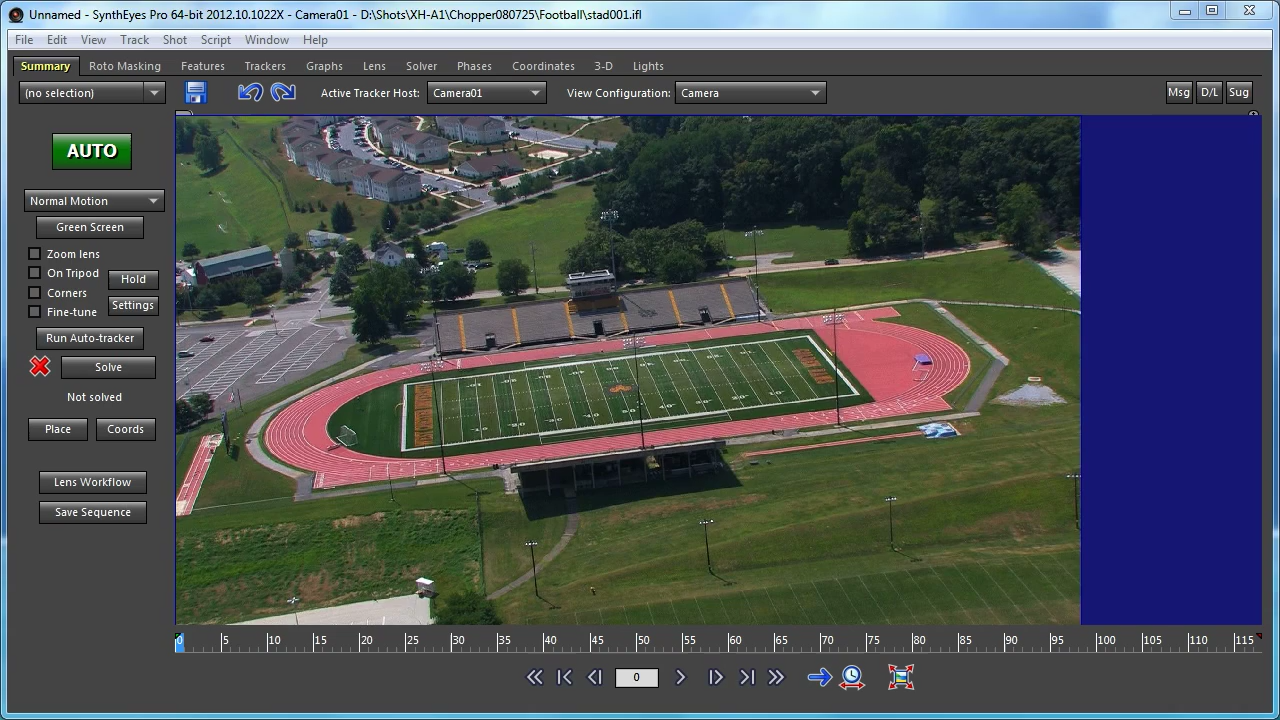 Unnamed - SynthEyes Pro 64-bit 2012.10.1022X - Camera01 - D:\Shots\XH-A1\Chopper080725\Football\stad001.ifl
File Edit View Track Shot Script Window Help
Summary Roto Masking Features Trackers Graphs Lens Solver Phases Coordinates 3-D Lights
(no selection) Active Tracker Host: Camera01 View Configuration: Camera Msg D/L Sug
AUTO
Normal Motion
Green Screen
Zoom lens
On Tripod Hold
Corners
Settings
Fine-tune
Run Auto-tracker
Solve
Not solved
Place Coords
Lens Workflow
Save Sequence
0 5 10 15 20 25 30 35 40 45 50 55 60 65 70 75 80 85 90 95 100 105 110 115
0